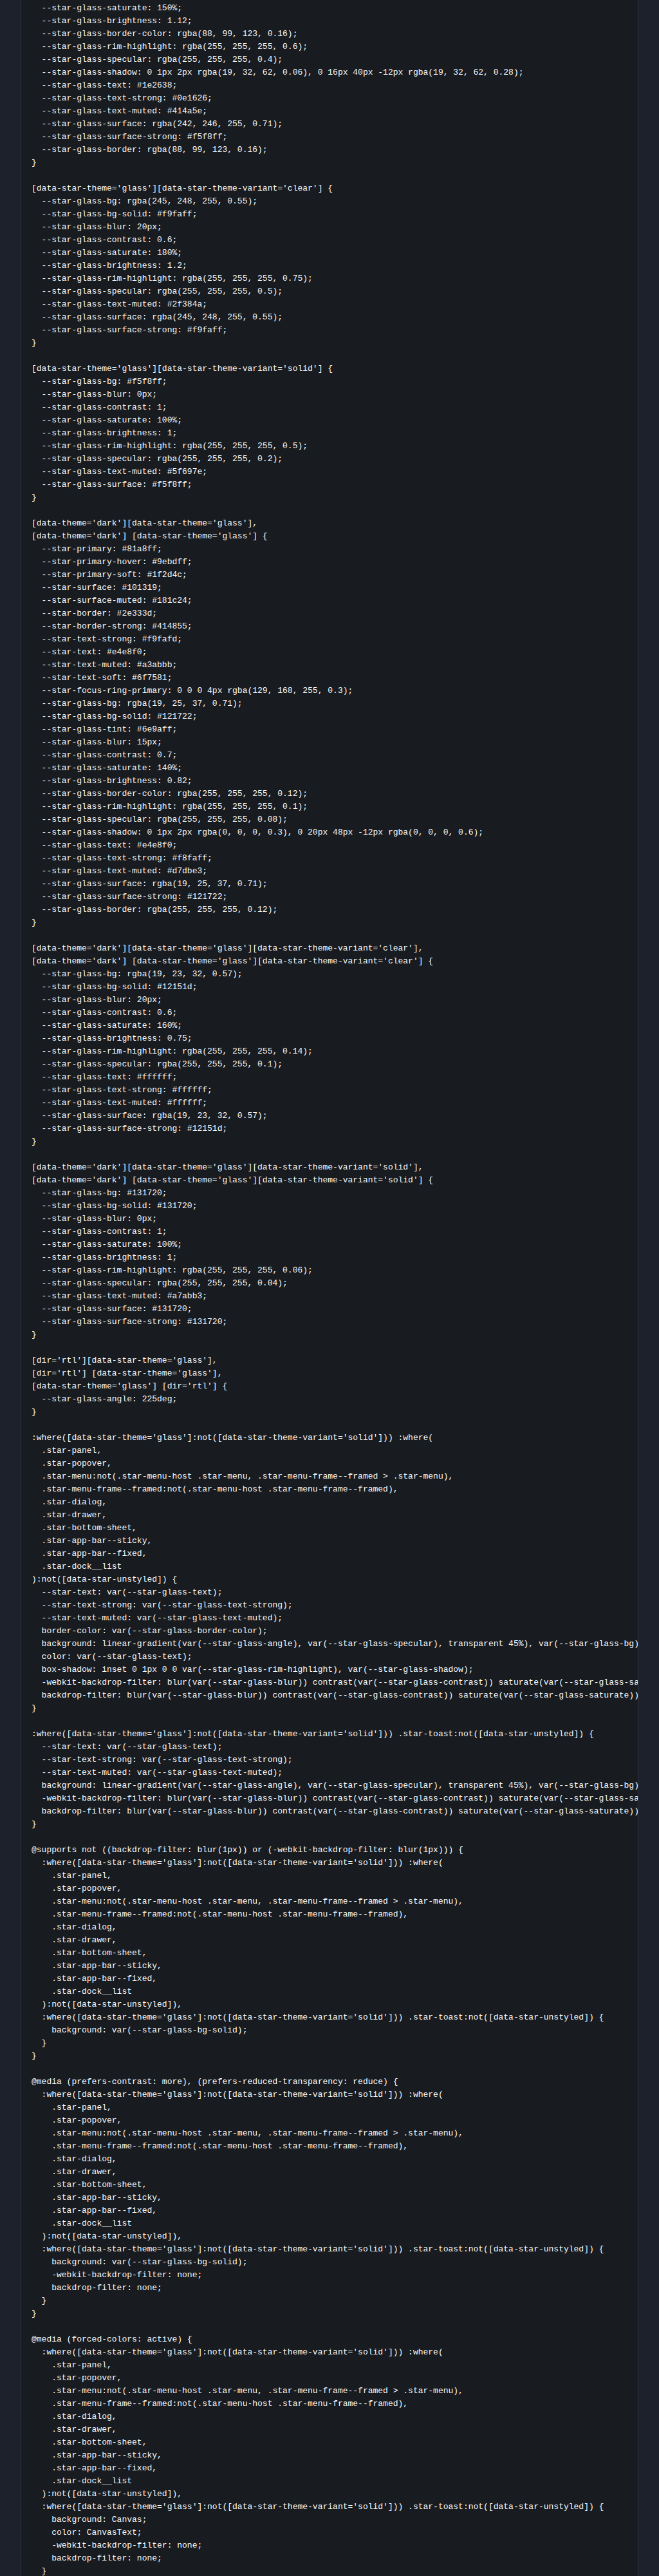 --star-glass-saturate: 150%;
--star-glass-brightness: 1.12;
--star-glass-border-color: rgba(88, 99, 123, 0.16);
--star-glass-rim-highlight: rgba(255, 255, 255, 0.6);
--star-glass-specular: rgba(255, 255, 255, 0.4);
--star-glass-shadow: 0 1px 2px rgba(19, 32, 62, 0.06), 0 16px 40px -12px rgba(19, 32, 62, 0.28);
--star-glass-text: #1e2638;
--star-glass-text-strong: #0e1626;
--star-glass-text-muted: #414a5e;
--star-glass-surface: rgba(242, 246, 255, 0.71);
--star-glass-surface-strong: #f5f8ff;
--star-glass-border: rgba(88, 99, 123, 0.16);
}
[data-star-theme='glass'][data-star-theme-variant='clear'] {
--star-glass-bg: rgba(245, 248, 255, 0.55);
--star-glass-bg-solid: #f9faff;
--star-glass-blur: 20px;
--star-glass-contrast: 0.6;
--star-glass-saturate: 180%;
--star-glass-brightness: 1.2;
--star-glass-rim-highlight: rgba(255, 255, 255, 0.75);
--star-glass-specular: rgba(255, 255, 255, 0.5);
--star-glass-text-muted: #2f384a;
--star-glass-surface: rgba(245, 248, 255, 0.55);
--star-glass-surface-strong: #f9faff;
}
[data-star-theme='glass'][data-star-theme-variant='solid'] {
--star-glass-bg: #f5f8ff;
--star-glass-blur: 0px;
--star-glass-contrast: 1;
--star-glass-saturate: 100%;
--star-glass-brightness: 1;
--star-glass-rim-highlight: rgba(255, 255, 255, 0.5);
--star-glass-specular: rgba(255, 255, 255, 0.2);
--star-glass-text-muted: #5f697e;
--star-glass-surface: #f5f8ff;
}
[data-theme='dark'][data-star-theme='glass'],
[data-theme='dark'] [data-star-theme='glass'] {
--star-primary: #81a8ff;
--star-primary-hover: #9ebdff;
--star-primary-soft: #1f2d4c;
--star-surface: #101319;
--star-surface-muted: #181c24;
--star-border: #2e333d;
--star-border-strong: #414855;
--star-text-strong: #f9fafd;
--star-text: #e4e8f0;
--star-text-muted: #a3abbb;
--star-text-soft: #6f7581;
--star-focus-ring-primary: 0 0 0 4px rgba(129, 168, 255, 0.3);
--star-glass-bg: rgba(19, 25, 37, 0.71);
--star-glass-bg-solid: #121722;
--star-glass-tint: #6e9aff;
--star-glass-blur: 15px;
--star-glass-contrast: 0.7;
--star-glass-saturate: 140%;
--star-glass-brightness: 0.82;
--star-glass-border-color: rgba(255, 255, 255, 0.12);
--star-glass-rim-highlight: rgba(255, 255, 255, 0.1);
--star-glass-specular: rgba(255, 255, 255, 0.08);
--star-glass-shadow: 0 1px 2px rgba(0, 0, 0, 0.3), 0 20px 48px -12px rgba(0, 0, 0, 0.6);
--star-glass-text: #e4e8f0;
--star-glass-text-strong: #f8faff;
--star-glass-text-muted: #d7dbe3;
--star-glass-surface: rgba(19, 25, 37, 0.71);
--star-glass-surface-strong: #121722;
--star-glass-border: rgba(255, 255, 255, 0.12);
}
[data-theme='dark'][data-star-theme='glass'][data-star-theme-variant='clear'],
[data-theme='dark'] [data-star-theme='glass'][data-star-theme-variant='clear'] {
--star-glass-bg: rgba(19, 23, 32, 0.57);
--star-glass-bg-solid: #12151d;
--star-glass-blur: 20px;
--star-glass-contrast: 0.6;
--star-glass-saturate: 160%;
--star-glass-brightness: 0.75;
--star-glass-rim-highlight: rgba(255, 255, 255, 0.14);
--star-glass-specular: rgba(255, 255, 255, 0.1);
--star-glass-text: #ffffff;
--star-glass-text-strong: #ffffff;
--star-glass-text-muted: #ffffff;
--star-glass-surface: rgba(19, 23, 32, 0.57);
--star-glass-surface-strong: #12151d;
}
[data-theme='dark'][data-star-theme='glass'][data-star-theme-variant='solid'],
[data-theme='dark'] [data-star-theme='glass'][data-star-theme-variant='solid'] {
--star-glass-bg: #131720;
--star-glass-bg-solid: #131720;
--star-glass-blur: 0px;
--star-glass-contrast: 1;
--star-glass-saturate: 100%;
--star-glass-brightness: 1;
--star-glass-rim-highlight: rgba(255, 255, 255, 0.06);
--star-glass-specular: rgba(255, 255, 255, 0.04);
--star-glass-text-muted: #a7abb3;
--star-glass-surface: #131720;
--star-glass-surface-strong: #131720;
}
[dir='rtl'][data-star-theme='glass'],
[dir='rtl'] [data-star-theme='glass'],
[data-star-theme='glass'] [dir='rtl'] {
--star-glass-angle: 225deg;
}
:where([data-star-theme='glass']:not([data-star-theme-variant='solid'])) :where(
.star-panel,
.star-popover,
.star-menu:not(.star-menu-host .star-menu, .star-menu-frame--framed > .star-menu),
.star-menu-frame--framed:not(.star-menu-host .star-menu-frame--framed),
.star-dialog,
.star-drawer,
.star-bottom-sheet,
.star-app-bar--sticky,
.star-app-bar--fixed,
.star-dock__list
):not([data-star-unstyled]) {
--star-text: var(--star-glass-text);
--star-text-strong: var(--star-glass-text-strong);
--star-text-muted: var(--star-glass-text-muted);
border-color: var(--star-glass-border-color);
background: linear-gradient(var(--star-glass-angle), var(--star-glass-specular), transparent 45%), var(--star-glass-bg)
color: var(--star-glass-text);
box-shadow: inset 0 1px 0 0 var(--star-glass-rim-highlight), var(--star-glass-shadow);
-webkit-backdrop-filter: blur(var(--star-glass-blur)) contrast(var(--star-glass-contrast)) saturate(var(--star-glass-sa
backdrop-filter: blur(var(--star-glass-blur)) contrast(var(--star-glass-contrast)) saturate(var(--star-glass-saturate))
}
:where([data-star-theme='glass']:not([data-star-theme-variant='solid'])) .star-toast:not([data-star-unstyled]) {
--star-text: var(--star-glass-text);
--star-text-strong: var(--star-glass-text-strong);
--star-text-muted: var(--star-glass-text-muted);
background: linear-gradient(var(--star-glass-angle), var(--star-glass-specular), transparent 45%), var(--star-glass-bg)
-webkit-backdrop-filter: blur(var(--star-glass-blur)) contrast(var(--star-glass-contrast)) saturate(var(--star-glass-sa
backdrop-filter: blur(var(--star-glass-blur)) contrast(var(--star-glass-contrast)) saturate(var(--star-glass-saturate))
}
@supports not ((backdrop-filter: blur(1px)) or (-webkit-backdrop-filter: blur(1px))) {
:where([data-star-theme='glass']:not([data-star-theme-variant='solid'])) :where(
.star-panel,
.star-popover,
.star-menu:not(.star-menu-host .star-menu, .star-menu-frame--framed > .star-menu),
.star-menu-frame--framed:not(.star-menu-host .star-menu-frame--framed),
.star-dialog,
.star-drawer,
.star-bottom-sheet,
.star-app-bar--sticky,
.star-app-bar--fixed,
.star-dock__list
):not([data-star-unstyled]),
:where([data-star-theme='glass']:not([data-star-theme-variant='solid'])) .star-toast:not([data-star-unstyled]) {
background: var(--star-glass-bg-solid);
}
}
@media (prefers-contrast: more), (prefers-reduced-transparency: reduce) {
:where([data-star-theme='glass']:not([data-star-theme-variant='solid'])) :where(
.star-panel,
.star-popover,
.star-menu:not(.star-menu-host .star-menu, .star-menu-frame--framed > .star-menu),
.star-menu-frame--framed:not(.star-menu-host .star-menu-frame--framed),
.star-dialog,
.star-drawer,
.star-bottom-sheet,
.star-app-bar--sticky,
.star-app-bar--fixed,
.star-dock__list
):not([data-star-unstyled]),
:where([data-star-theme='glass']:not([data-star-theme-variant='solid'])) .star-toast:not([data-star-unstyled]) {
background: var(--star-glass-bg-solid);
-webkit-backdrop-filter: none;
backdrop-filter: none;
}
}
@media (forced-colors: active) {
:where([data-star-theme='glass']:not([data-star-theme-variant='solid'])) :where(
.star-panel,
.star-popover,
.star-menu:not(.star-menu-host .star-menu, .star-menu-frame--framed > .star-menu),
.star-menu-frame--framed:not(.star-menu-host .star-menu-frame--framed),
.star-dialog,
.star-drawer,
.star-bottom-sheet,
.star-app-bar--sticky,
.star-app-bar--fixed,
.star-dock__list
):not([data-star-unstyled]),
:where([data-star-theme='glass']:not([data-star-theme-variant='solid'])) .star-toast:not([data-star-unstyled]) {
background: Canvas;
color: CanvasText;
-webkit-backdrop-filter: none;
backdrop-filter: none;
}